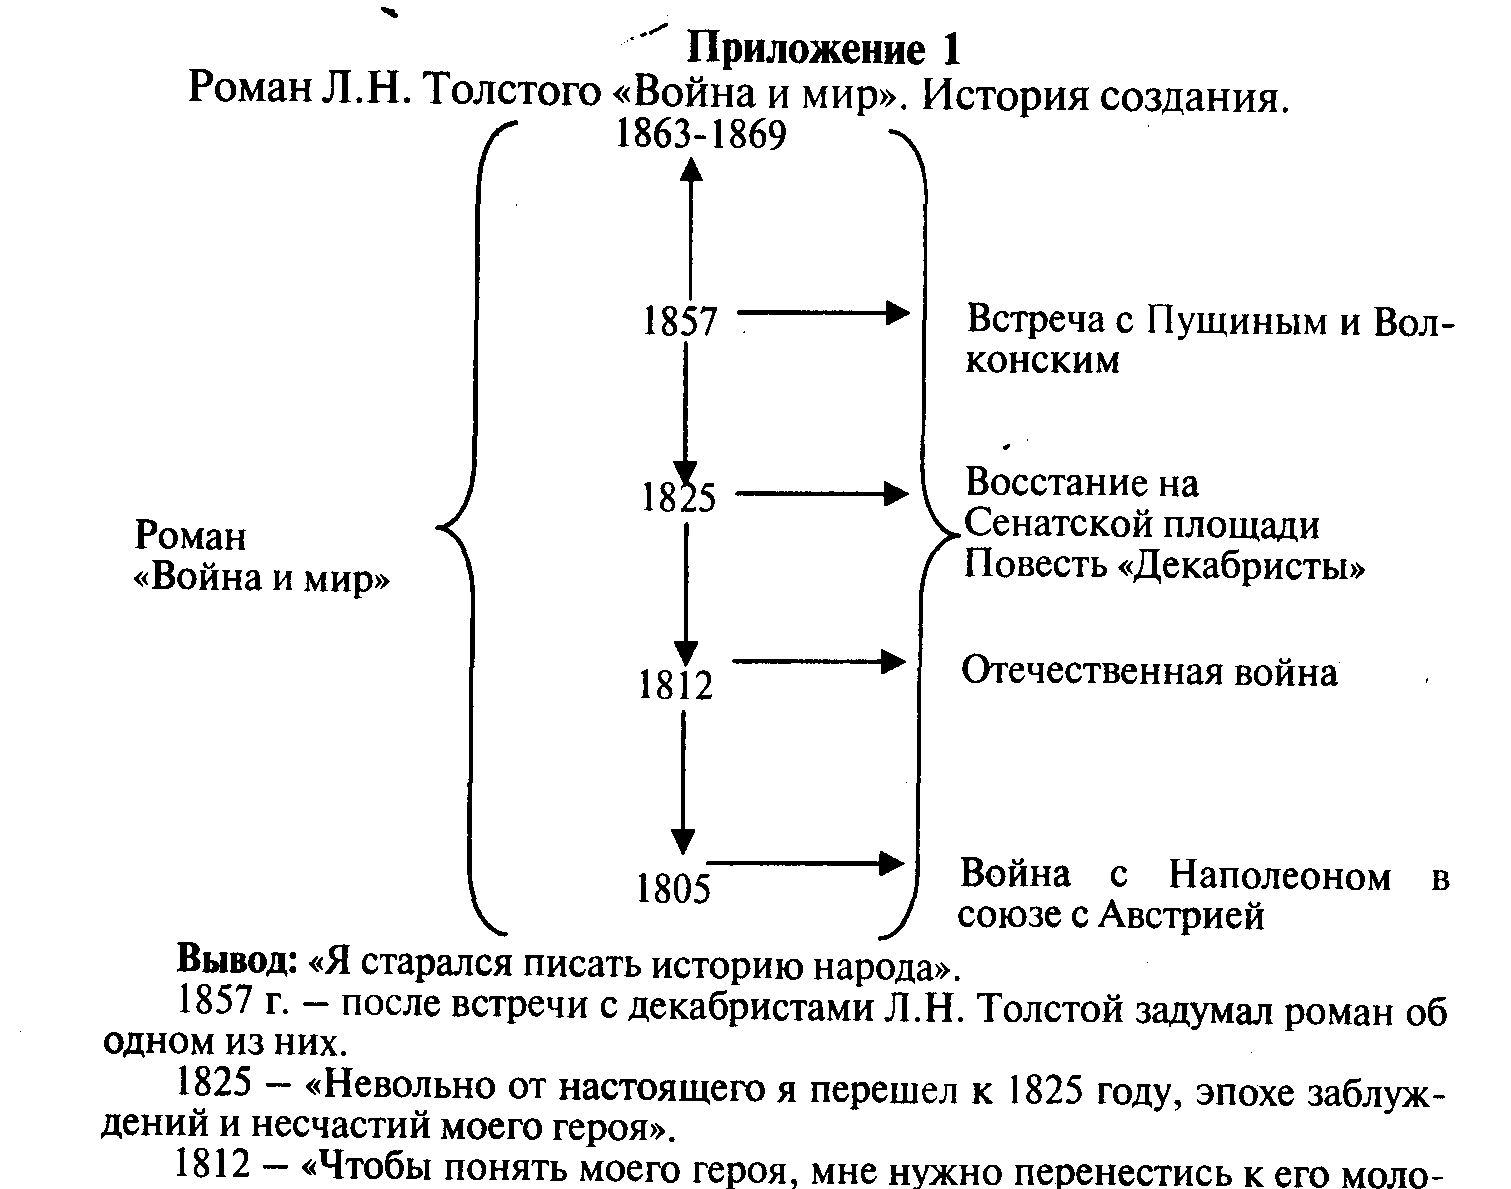 Приложение 1
Роман Л.Н. Толстого «Война и мир». История создания.
1863-1869
1857
Встреча с Пущиным и Вол-
конским
1825
Восстание на
Сенатской площади
Повесть «Декабристы»
Роман
«Война и мир»
1812
Отечественная война
1805
Война с Наполеоном в
союзе с Австрией
Вывод: «Я старался писать историю народа».
1857 г. – после встречи с декабристами Л.Н. Толстой задумал роман об
одном из них.
1825 – «Невольно от настоящего я перешел к 1825 году, эпохе заблуж-
дений и несчастий моего героя».
1812 – «Чтобы понять моего героя, мне нужно перенестись к его моло-